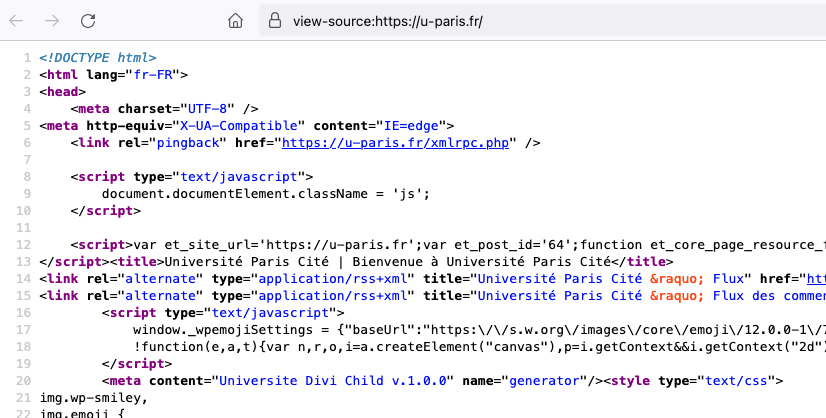 view-source:https://u-paris.fr/
1 <!DOCTYPE html>
2 <html lang="fr-FR">
3 <head>
4 <meta charset="UTF-8" />
5 <meta http-equiv="X-UA-Compatible" content="IE=edge">
6 <link rel="pingback" href="https://u-paris.fr/xmlrpc.php" />
7
8 <script type="text/javascript">
9 document.documentElement.className = 'js';
10 </script>
11
12 <script>var et_site_url='https://u-paris.fr';var et_post_id='64';function et_core_page_resource_f
13 </script><title>Université Paris Cité | Bienvenue à Université Paris Cité</title>
14 <link rel="alternate" type="application/rss+xml" title="Université Paris Cité &raquo; Flux" href="htt
15 <link rel="alternate" type="application/rss+xml" title="Université Paris Cité &raquo; Flux des commen
16 <script type="text/javascript">
17 window._wpemojiSettings = {"baseUrl":"https:\/\/s.w.org\/images\/core\/emoji\/12.0.0-1\/7
18 !function(e,a,t){var n,r,o,i=a.createElement("canvas"),p=i.getContext&&i.getContext("2d")
19 </script>
20 <meta content="Universite Divi Child v.1.0.0" name="generator"/><style type="text/css">
21 img.wp-smiley,
22 img.emoji {